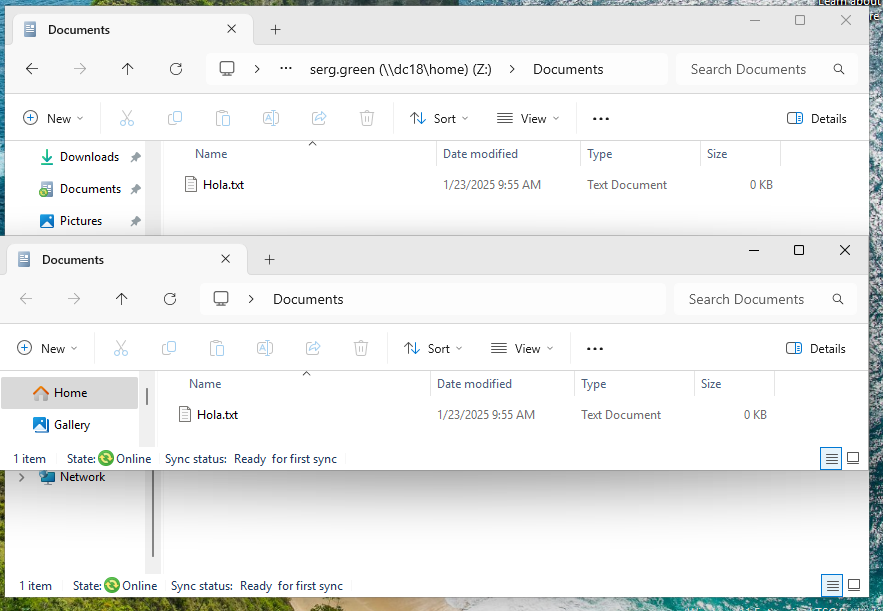 Learn about
Documents
serg.green (\\dc18\home) (Z:) Documents Search Documents
New Sort View Details
Downloads Name Date modified Type Size
Documents Hola.txt 1/23/2025 9:55 AM Text Document 0 KB
Pictures
Documents
Documents Search Documents
New Sort View Details
Home Name Date modified Type Size
Gallery Hola.txt 1/23/2025 9:55 AM Text Document 0 KB
1 item State: Online Sync status: Ready for first sync
Network
1 item State: Online Sync status: Ready for first sync